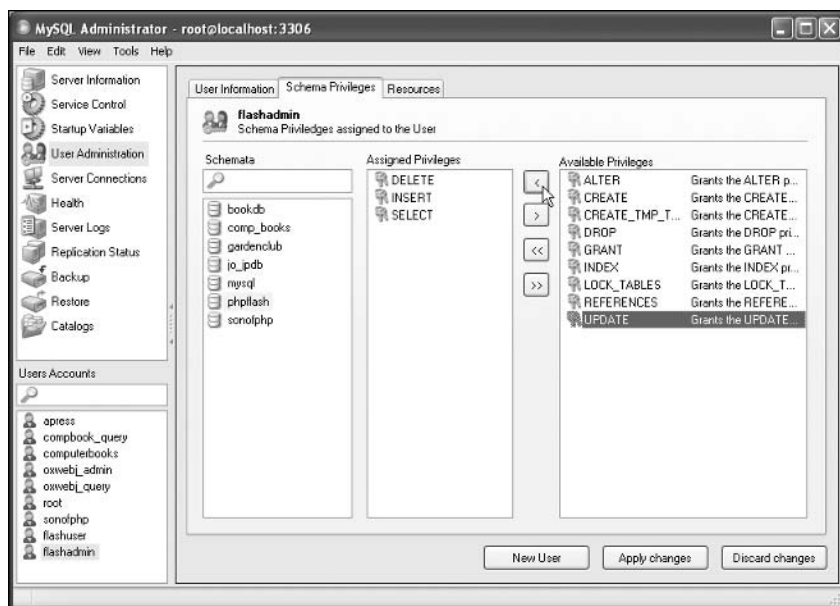 MySQL Administrator - root@localhost:3306
File Edit View Tools Help
Server Information
Service Control
Startup Variables
User Administration
Server Connections
Health
Server Logs
Replication Status
Backup
Restore
Catalogs
Users Accounts
apress
compbook_query
computerbooks
oxwebj_admin
oxwebj_query
root
sonofphp
flashuser
flashadmin
User Information Schema Privileges Resources
flashadmin
Schema Priviledges assigned to the User
Schemata
bookdb
comp_books
gardenclub
jo_ipdb
mysql
phpflash
sonofphp
Assigned Privileges
DELETE
INSERT
SELECT
<
>
<<
>>
Available Privileges
ALTER Grants the ALTER p...
CREATE Grants the CREATE...
CREATE_TMP_T... Grants the CREATE...
DROP Grants the DROP pri...
GRANT Grants the GRANT ...
INDEX Grants the INDEX pr...
LOCK_TABLES Grants the LOCK_T...
REFERENCES Grants the REFERE...
UPDATE Grants the UPDATE...
New User Apply changes Discard changes